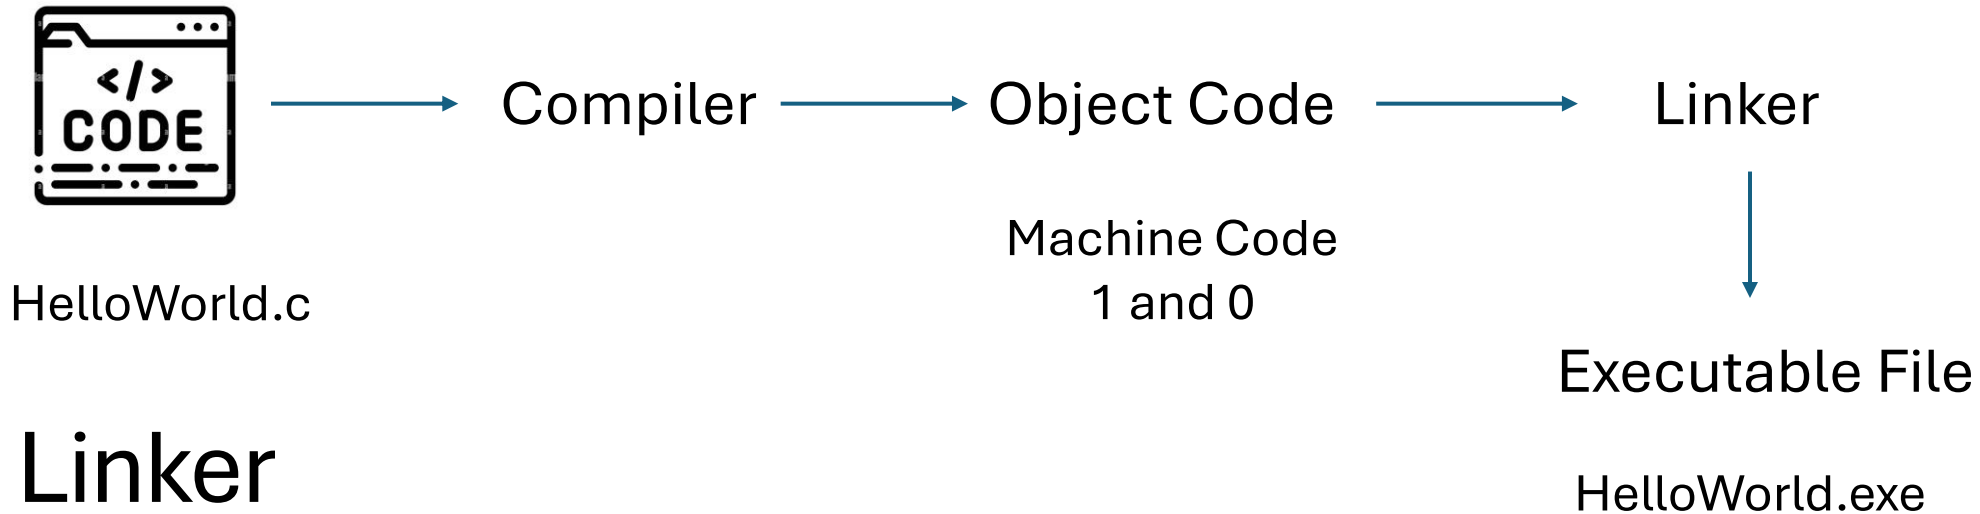 </>
CODE
Compiler
Object Code
Linker
Machine Code
1 and 0
HelloWorld.c
Executable File
Linker
HelloWorld.exe